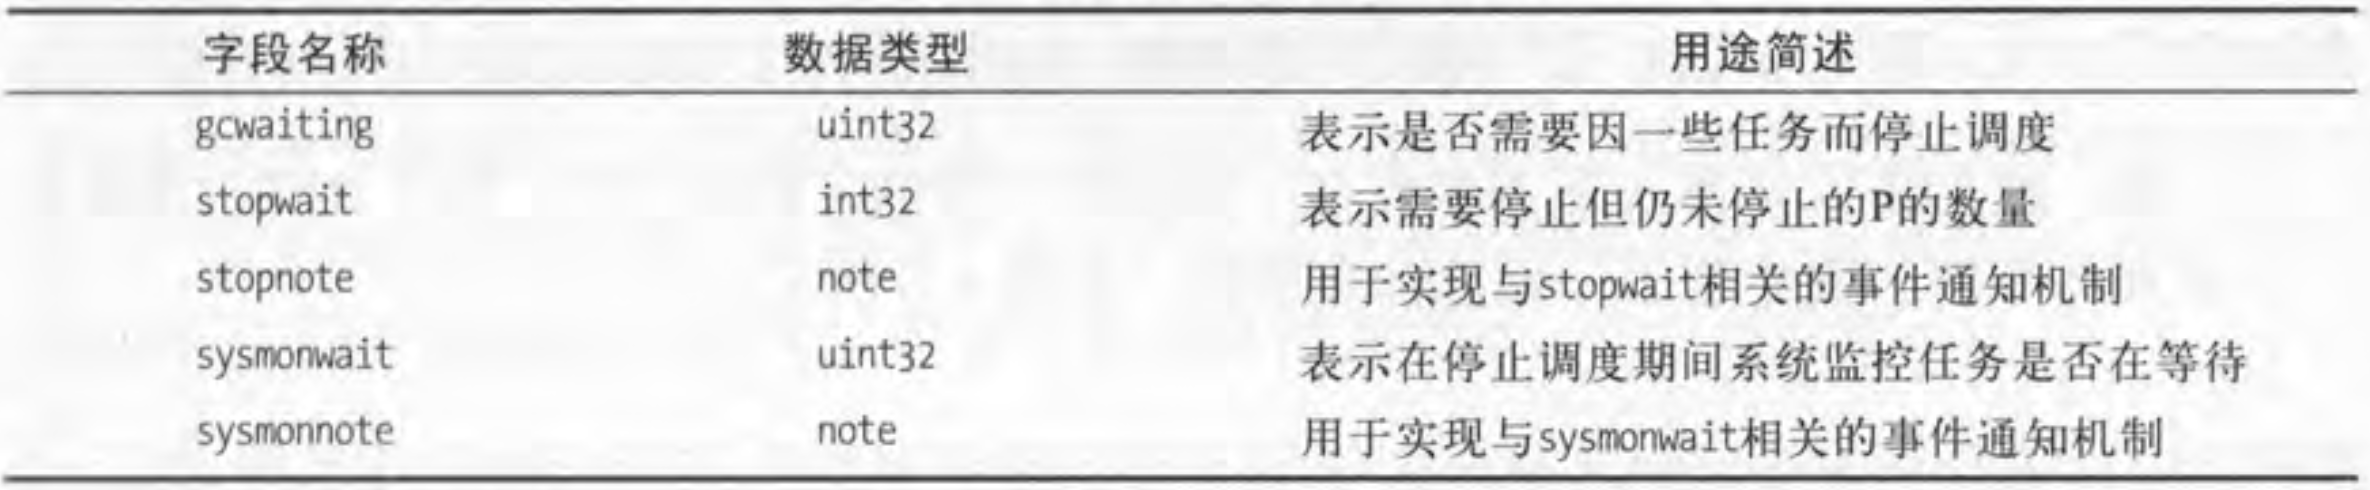 字段名称 数据类型 用途简述
gcwaiting uint32 表示是否需要因一些任务而停止调度
stopwait int32 表示需要停止但仍未停止的P的数量
stopnote note 用于实现与stopwait相关的事件通知机制
sysmonwait uint32 表示在停止调度期间系统监控任务是否在等待
sysmonnote note 用于实现与sysmonwait相关的事件通知机制